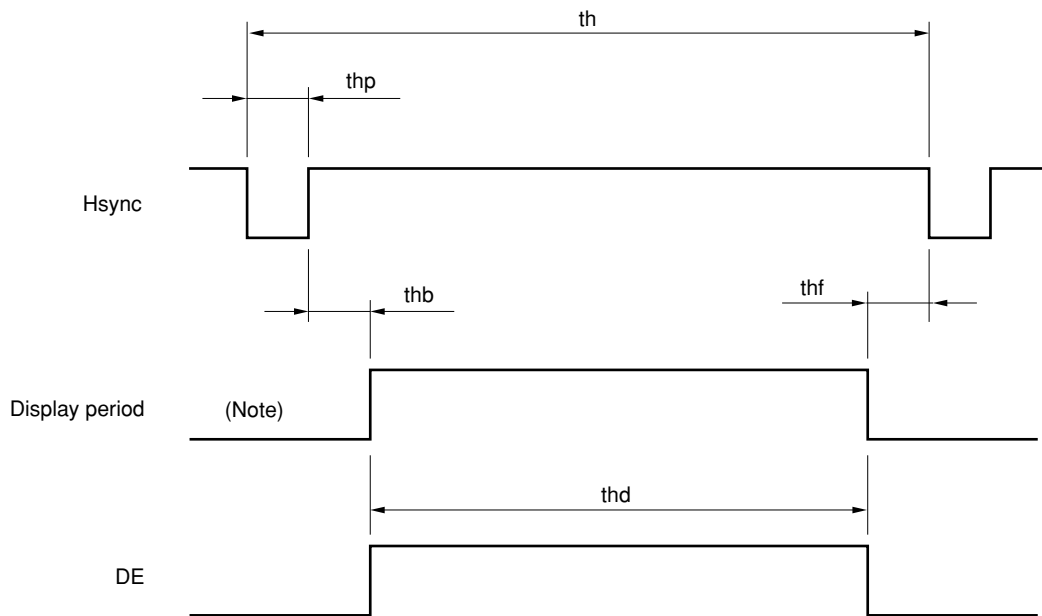 th
thp
Hsync
thb
thf
Display period
(Note)
thd
DE